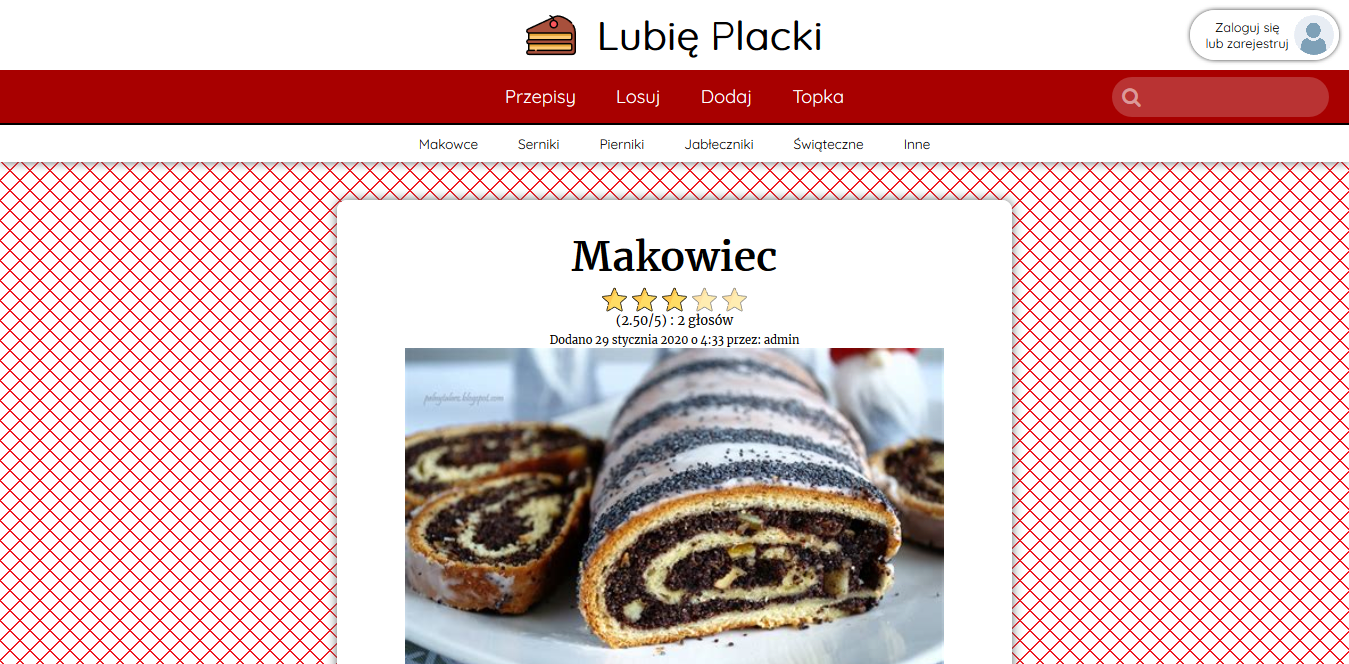 Lubię Placki
Zaloguj się
lub zarejestruj
Przepisy Losuj Dodaj Topka
Makowce Serniki Pierniki Jabłeczniki Świąteczne Inne
Makowiec
(2.50/5) : 2 głosów
Dodano 29 stycznia 2020 o 4:33 przez: admin